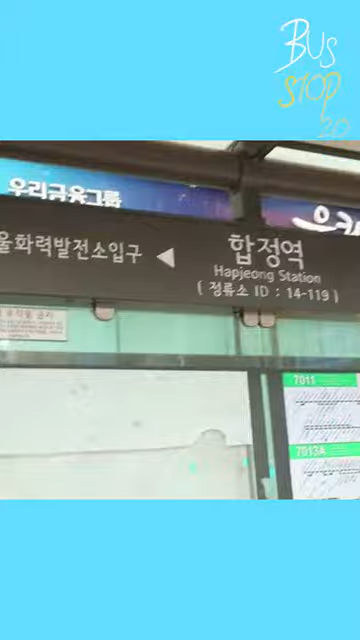 BUS
STOP
20
우리금융그룹
울화력발전소입구 ◀ 합정역
Hapjeong Station
( 정류소 ID : 14-119 )
7011
7013A